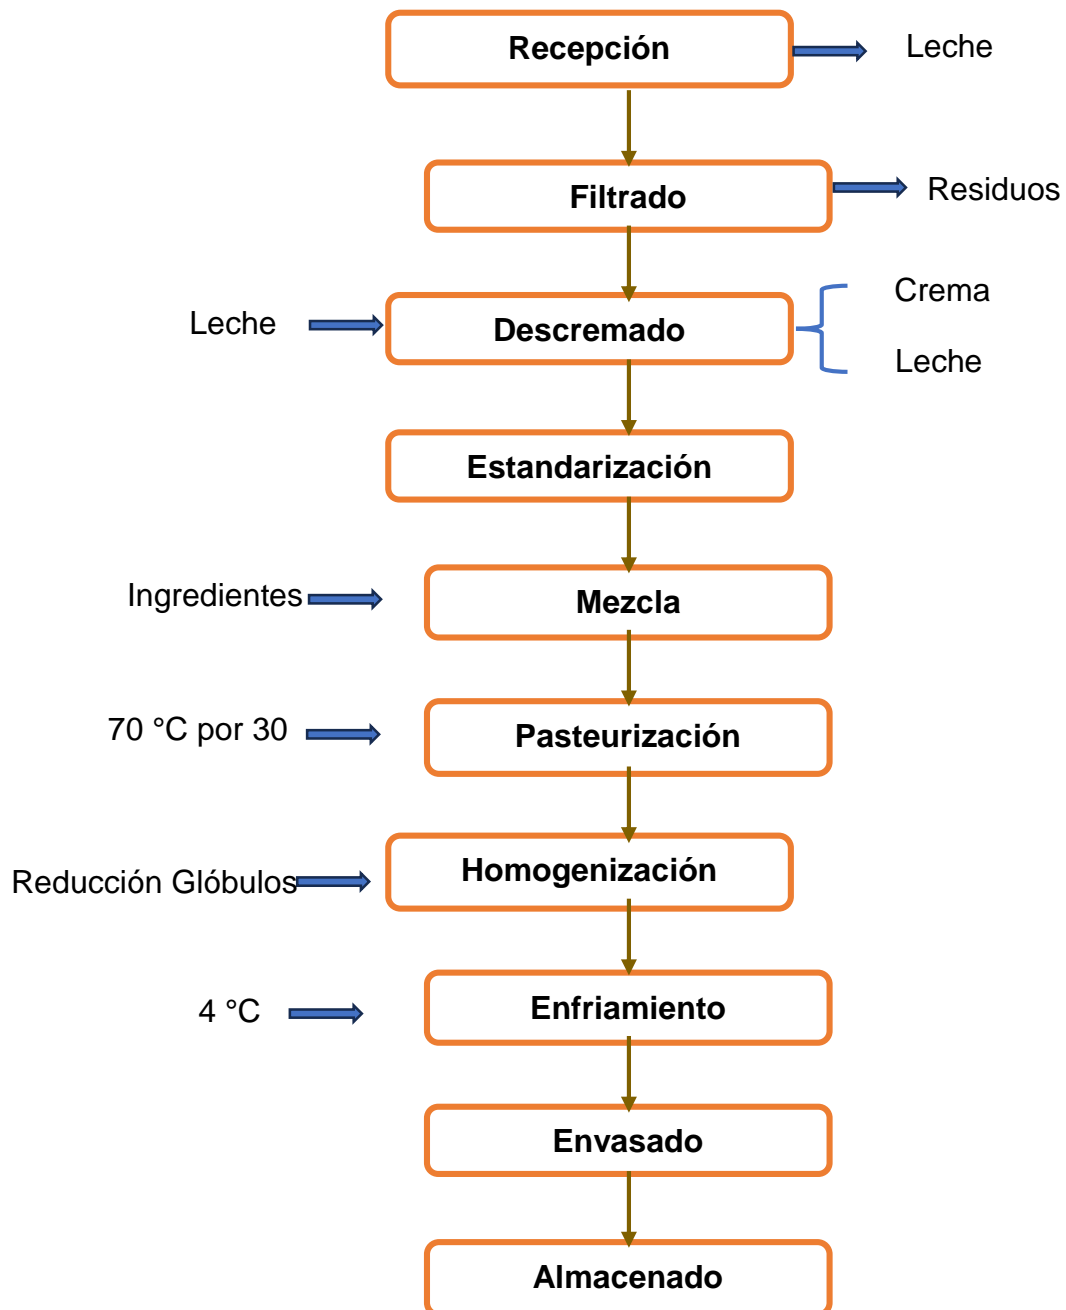 Recepción
Leche
Filtrado
Residuos
Crema
Leche
Descremado
Leche
Estandarización
Ingredientes
Mezcla
70 °C por 30
Pasteurización
Reducción Glóbulos
Homogenización
4 °C
Enfriamiento
Envasado
Almacenado